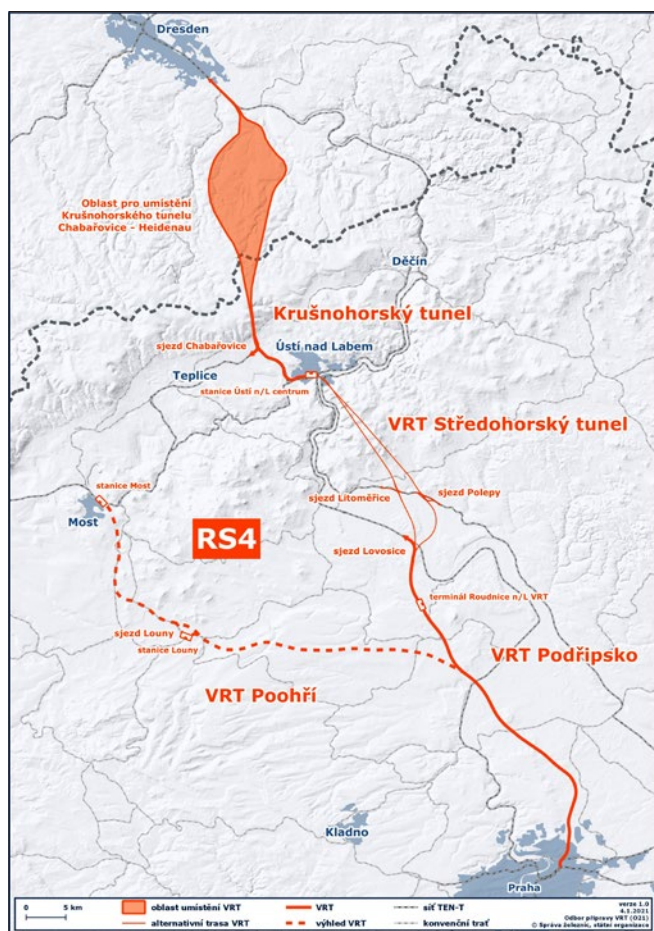 Dresden
Oblast pro umístění
Krušnohorského tunelu
Chabařovice - Heidenau
Děčín
Krušnohorský tunel
sjezd Chabařovice
Ústí nad Labem
Teplice
stanice Ústí n/L centrum
VRT Středohorský tunel
stanice Most
sjezd Litoměřice
sjezd Polepy
Most
RS4
sjezd Lovosice
terminál Roudnice n/L VRT
sjezd Louny
stanice Louny
VRT Podřipsko
VRT Poohří
Kladno
Praha
0 5 km
oblast umístění VRT
VRT
síť TEN-T
alternativní trasa VRT
výhled VRT
konvenční trať
verze 1.0
4.1.2021
Odbor přípravy VRT (O21)
© Správa železnic, státní organizace